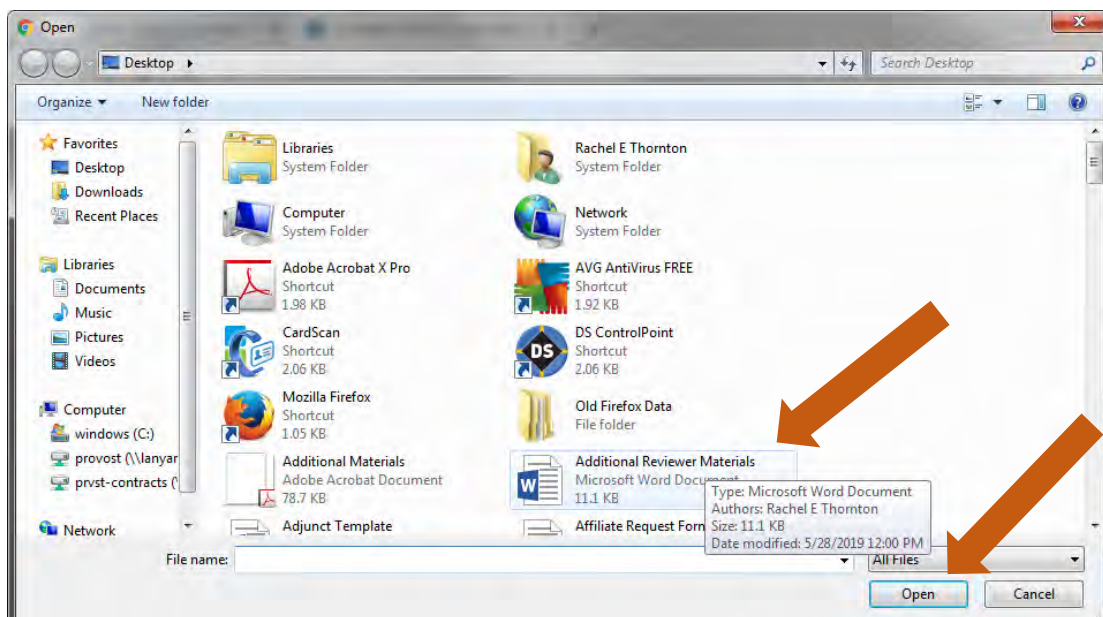 Open
x
Desktop
Search Desktop
Organize
New folder
Favorites
Desktop
Downloads
Recent Places
Libraries
Documents
Music
Pictures
Videos
Computer
windows (C:)
provost (\\lanyar
prvst-contracts ('
Network
Libraries
System Folder
Rachel E Thornton
System Folder
Computer
System Folder
Network
System Folder
Adobe Acrobat X Pro
Shortcut
1.98 KB
AVG AntiVirus FREE
Shortcut
1.92 KB
CardScan
Shortcut
2.06 KB
DS
DS ControlPoint
Shortcut
2.06 KB
Mozilla Firefox
Shortcut
1.05 KB
Old Firefox Data
File folder
Additional Materials
Adobe Acrobat Document
78.7 KB
W
Additional Reviewer Materials
Microsoft Word Document
11.1 KB
Type: Microsoft Word Document
Authors: Rachel E Thornton
Size: 11.1 KB
Date modified: 5/28/2019 12:00 PM
Adjunct Template
Affiliate Request Form
File name:
All Files
Open
Cancel